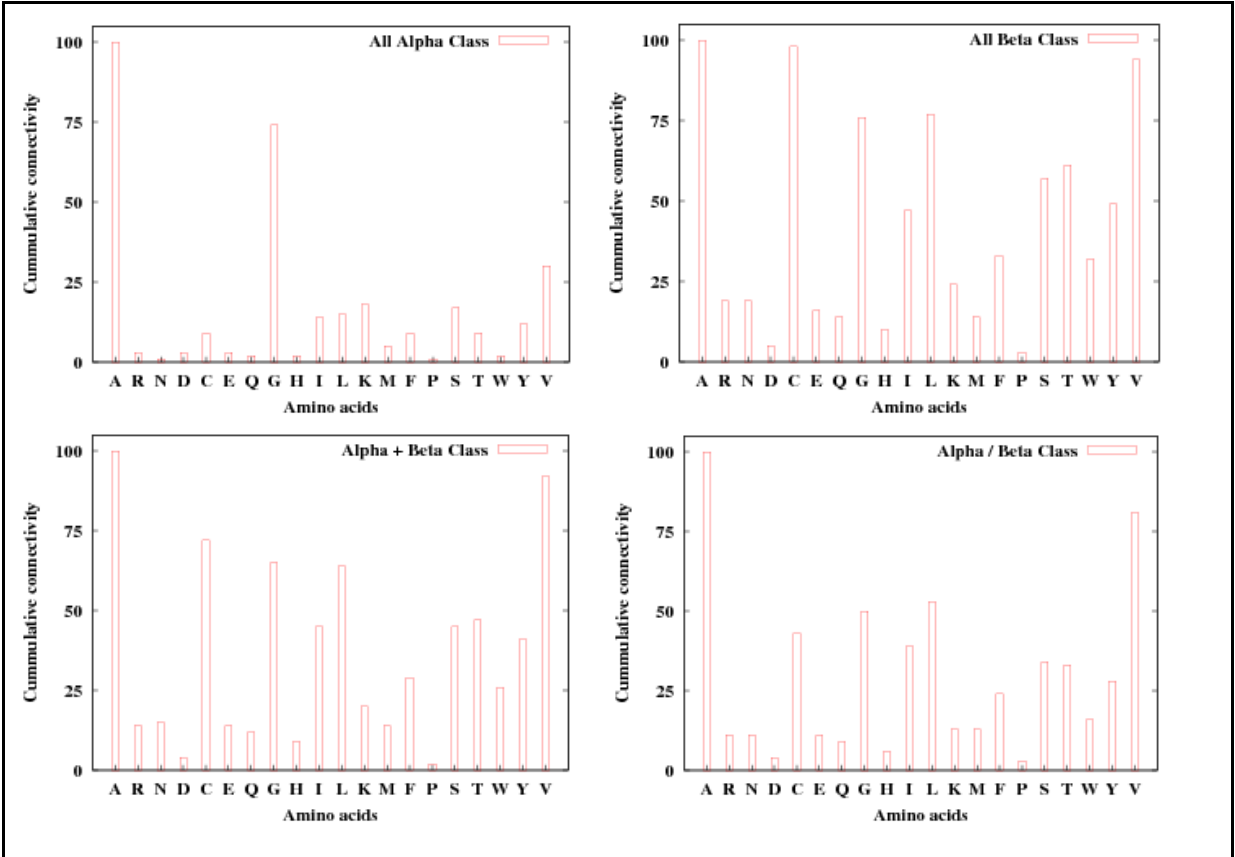 All Alpha Class
100
75
50
25
0
Cummulative connectivity
A R N D C E Q G H I L K M F P S T W Y V
Amino acids
All Beta Class
100
75
50
25
0
Cummulative connectivity
A R N D C E Q G H I L K M F P S T W Y V
Amino acids
Alpha + Beta Class
100
75
50
25
0
Cummulative connectivity
A R N D C E Q G H I L K M F P S T W Y V
Amino acids
Alpha / Beta Class
100
75
50
25
0
Cummulative connectivity
A R N D C E Q G H I L K M F P S T W Y V
Amino acids